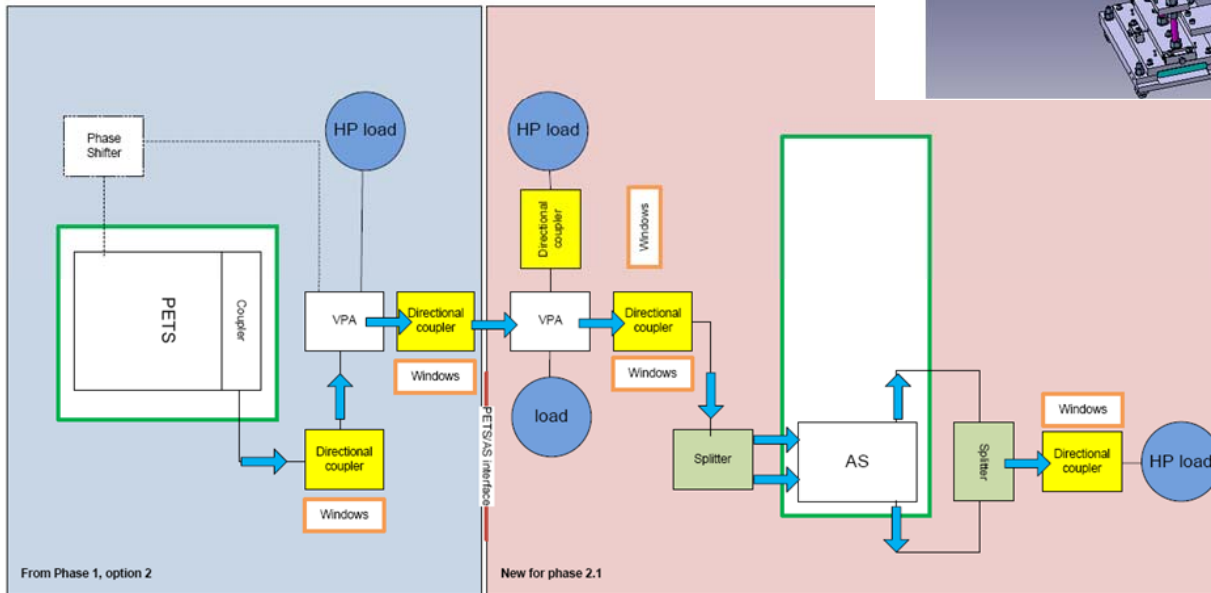 Phase
Shifter
HP load
PETS
Coupler
VPA
Directional
coupler
Windows
Directional
coupler
Windows
From Phase 1, option 2
PETS/AS interface
HP load
Directional
coupler
Windows
VPA
Directional
coupler
Windows
load
Splitter
AS
Splitter
Windows
Directional
coupler
HP load
New for phase 2.1